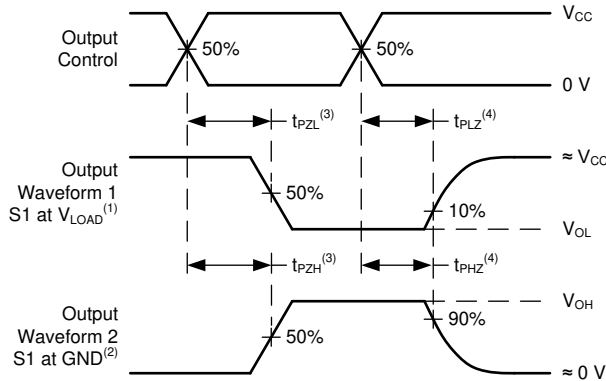 Output
Control
50%
50%
V_CC
0 V
t_PZL^(3)
t_PLZ^(4)
Output
Waveform 1
S1 at V_LOAD^(1)
50%
10%
≈ V_CC
V_OL
t_PZH^(3)
t_PHZ^(4)
Output
Waveform 2
S1 at GND^(2)
50%
90%
V_OH
≈ 0 V